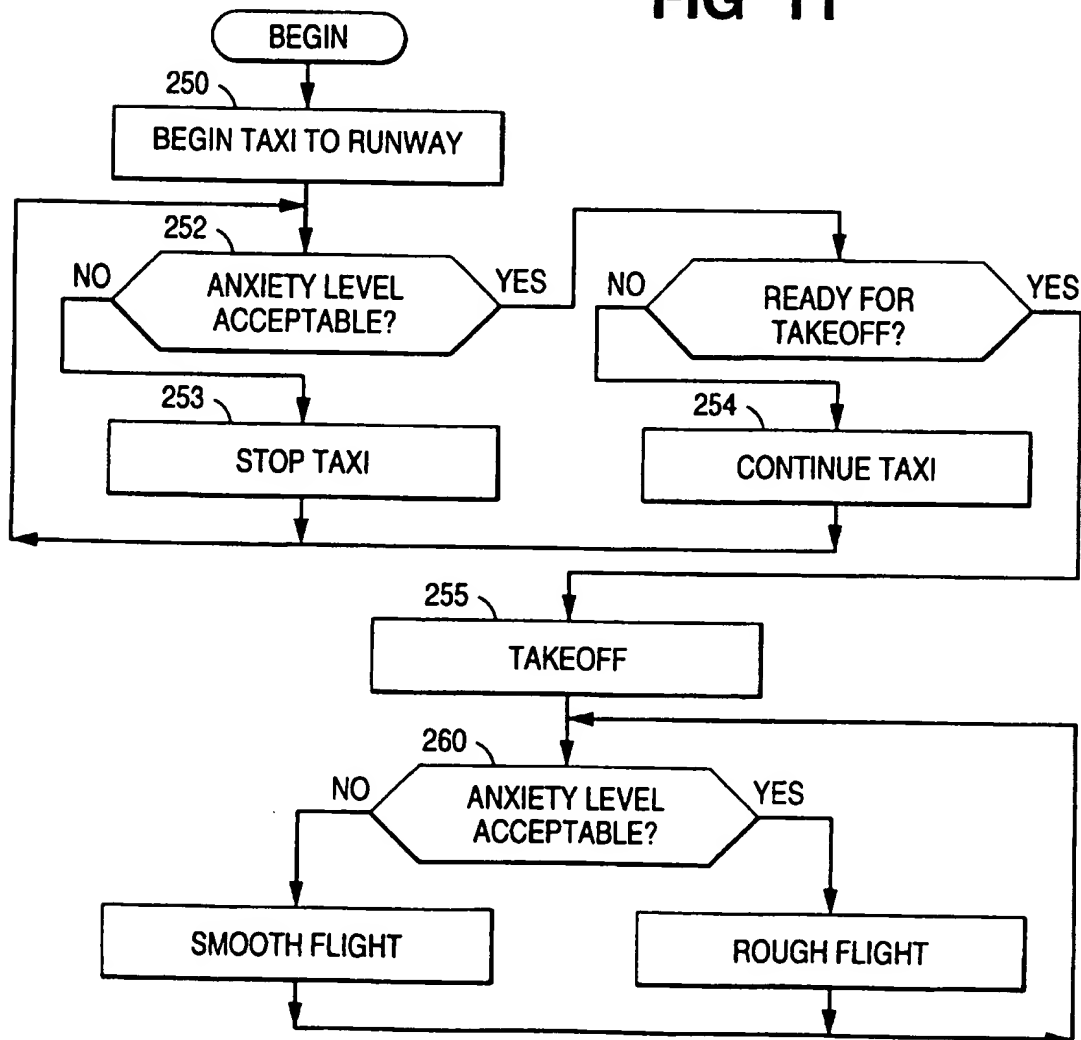 FIG 11
BEGIN
250
BEGIN TAXI TO RUNWAY
252
NO
ANXIETY LEVEL
ACCEPTABLE?
YES
NO
READY FOR
TAKEOFF?
YES
253
STOP TAXI
254
CONTINUE TAXI
255
TAKEOFF
260
NO
ANXIETY LEVEL
ACCEPTABLE?
YES
SMOOTH FLIGHT
ROUGH FLIGHT